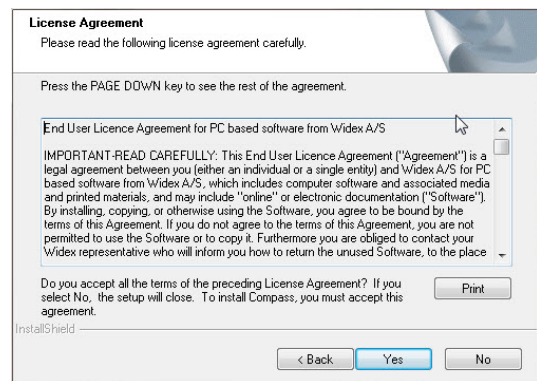 License Agreement
Please read the following license agreement carefully.
Press the PAGE DOWN key to see the rest of the agreement.
End User Licence Agreement for PC based software from Widex A/S
IMPORTANT-READ CAREFULLY: This End User Licence Agreement ("Agreement") is a
legal agreement between you (either an individual or a single entity) and Widex A/S for PC
based software from Widex A/S, which includes computer software and associated media
and printed materials, and may include "online" or electronic documentation ("Software").
By installing, copying, or otherwise using the Software, you agree to be bound by the
terms of this Agreement. If you do not agree to the terms of this Agreement, you are not
permitted to use the Software or to copy it. Furthermore you are obliged to contact your
Widex representative who will inform you how to return the unused Software, to the place
Do you accept all the terms of the preceding License Agreement? If you
select No, the setup will close. To install Compass, you must accept this
agreement.
Print
InstallShield
< Back
Yes
No